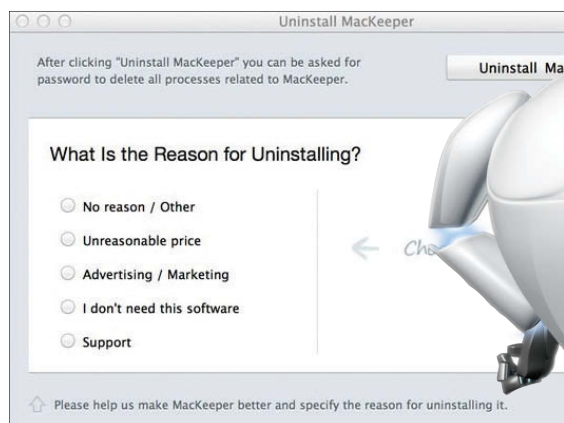 Uninstall MacKeeper
After clicking "Uninstall MacKeeper" you can be asked for
password to delete all processes related to MacKeeper.
Uninstall
What Is the Reason for Uninstalling?
No reason / Other
Unreasonable price
Advertising / Marketing
I don't need this software
Support
Please help us make MacKeeper better and specify the reason for uninstalling it.